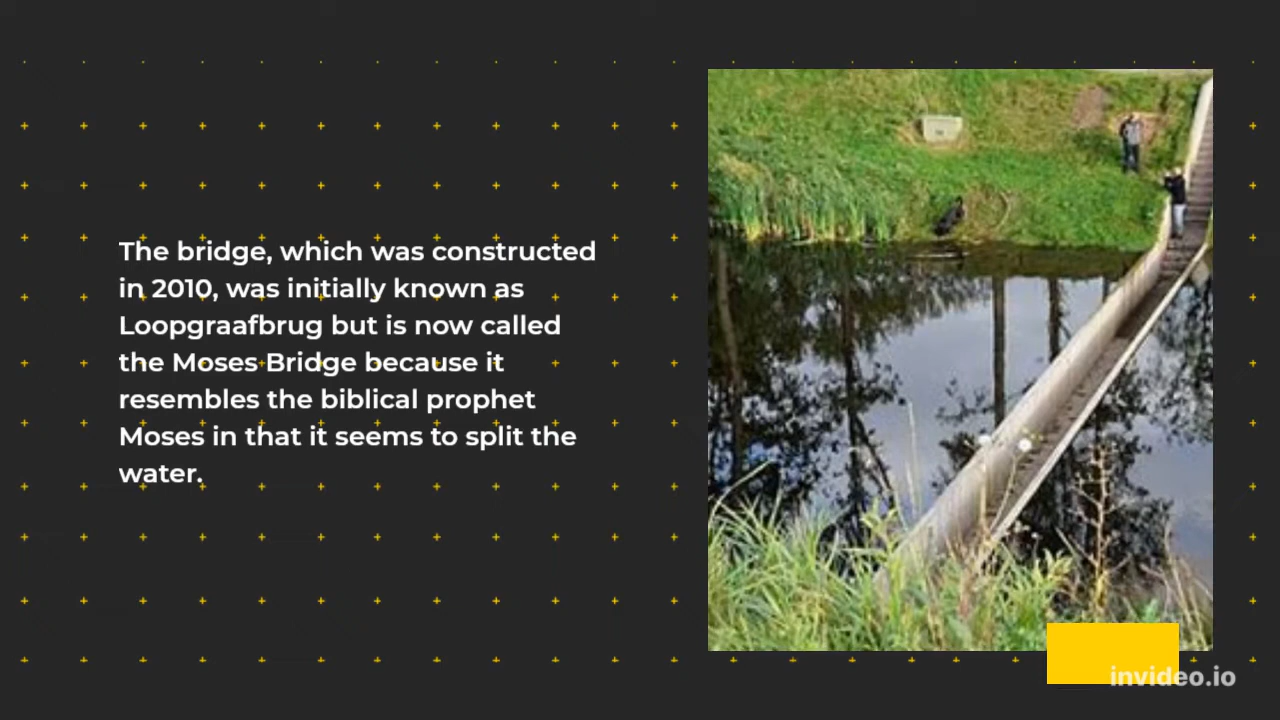 The bridge, which was constructed
in 2010, was initially known as
Loopgraafbrug but is now called
the Moses Bridge because it
resembles the biblical prophet
Moses in that it seems to split the
water.
invideo.io